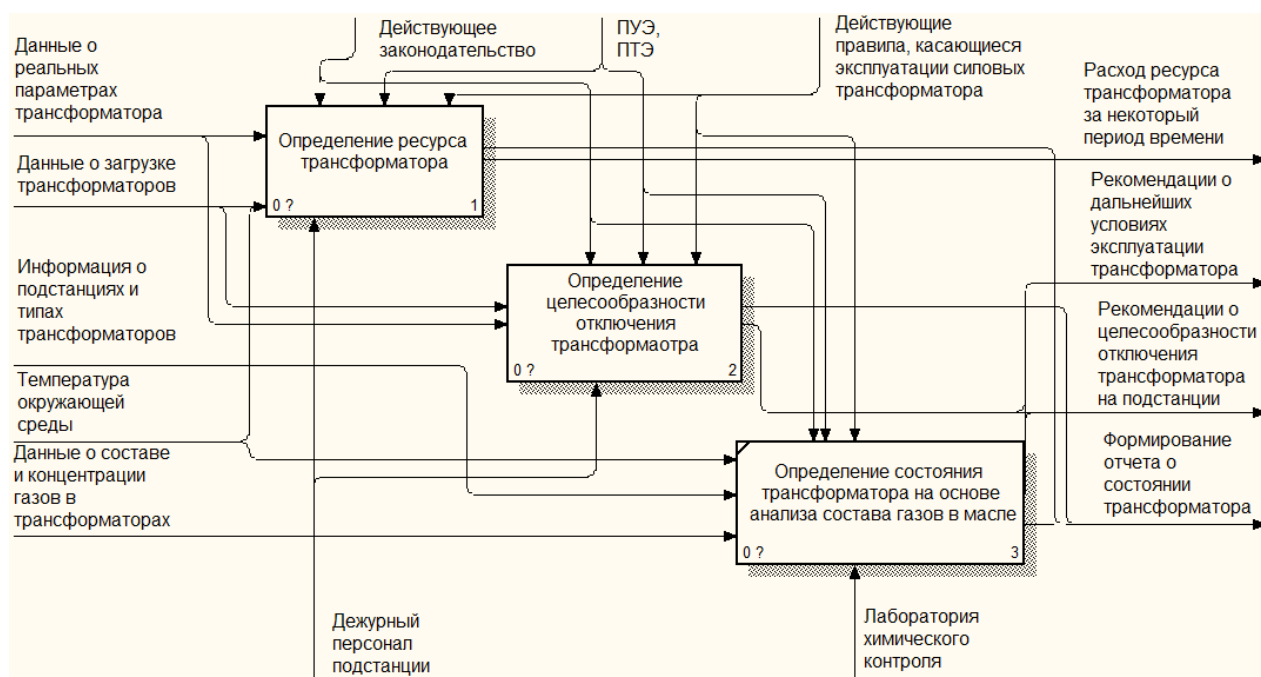 Действующее
законодательство
ПУЭ,
ПТЭ
Действующие
правила, касающиеся
эксплуатации силовых
трансформатора
Данные о
реальных
параметрах
трансформатора
Данные о загрузке
трансформаторов
Информация о
подстанциях и
типах
трансформаторов
Температура
окружающей
среды
Данные о составе
и концентрации
газов в
трансформаторах
Определение ресурса
трансформатора
0 ?
1
Определение
целесообразности
отключения
трансформаотра
0 ?
2
Определение состояния
трансформатора на основе
анализа состава газов в масле
0 ?
3
Расход ресурса
трансформатора
за некоторый
период времени
Рекомендации о
дальнейших
условиях
эксплуатации
трансформатора
Рекомендации о
целесообразности
отключения
трансформатора
на подстанции
Формирование
отчета о
состоянии
трансформатора
Дежурный
персонал
подстанции
Лаборатория
химического
контроля